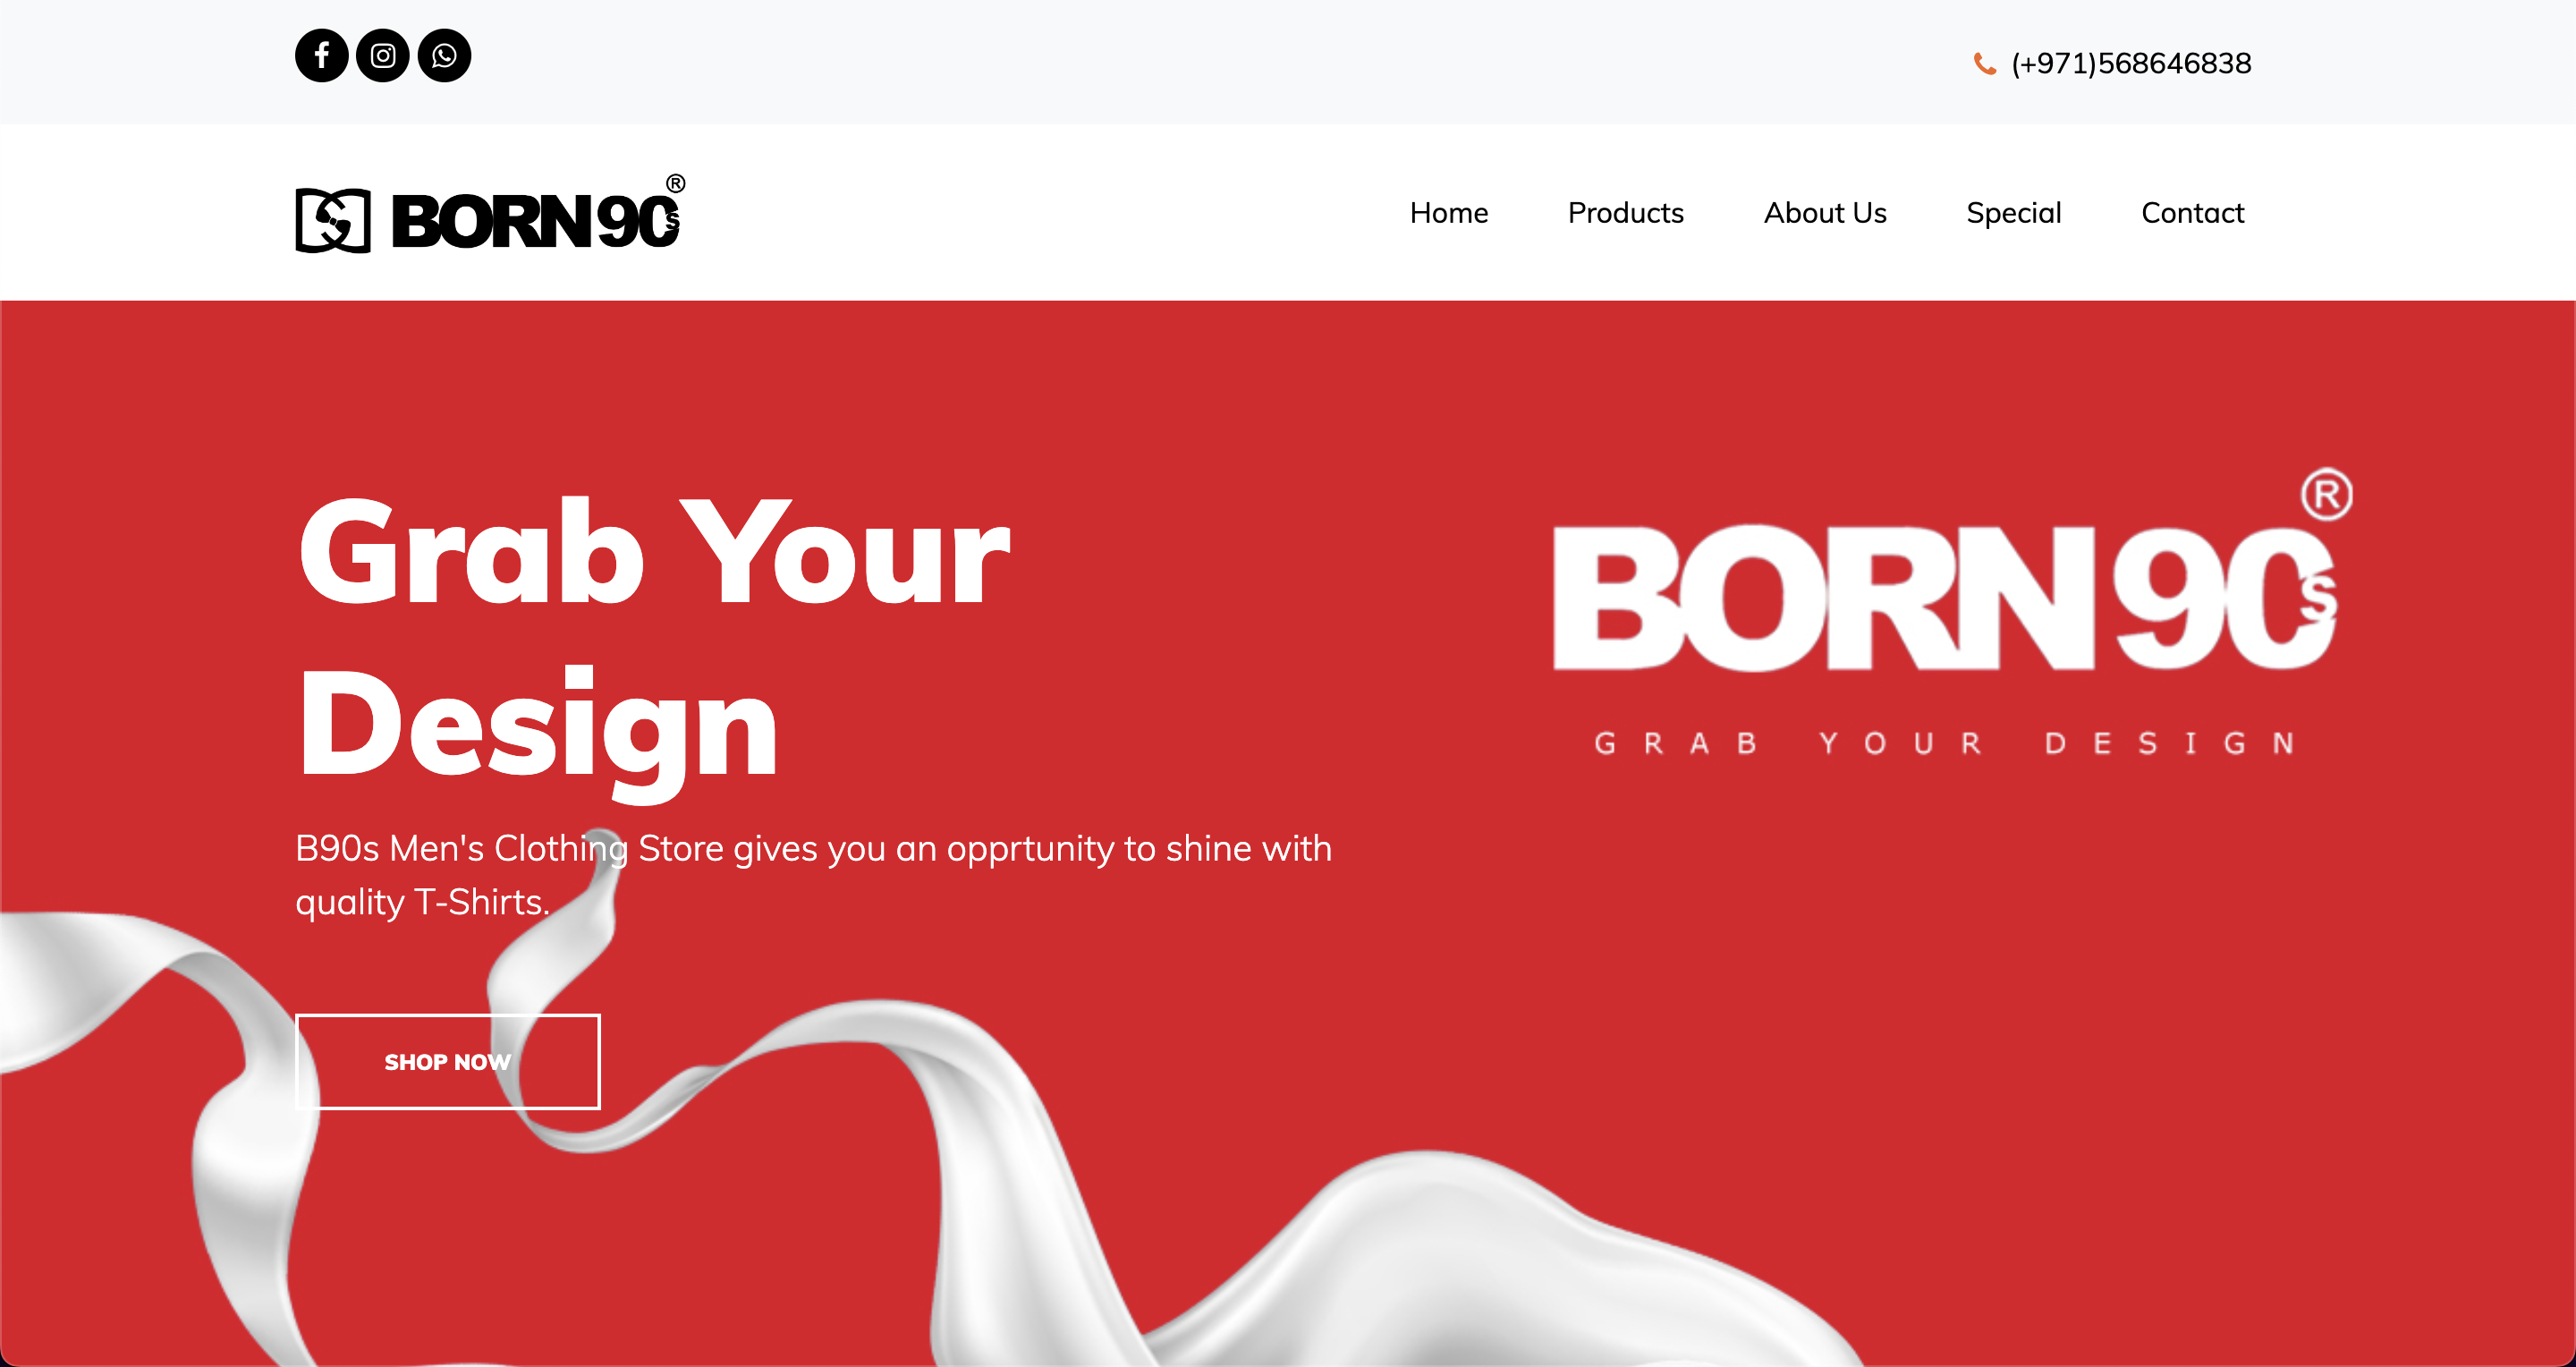 (+971)568646838
BORN90s®
Home Products About Us Special Contact
Grab Your
Design
B90s Men's Clothing Store gives you an opprtunity to shine with
quality T-Shirts.
SHOP NOW
BORN90s®
GRAB YOUR DESIGN